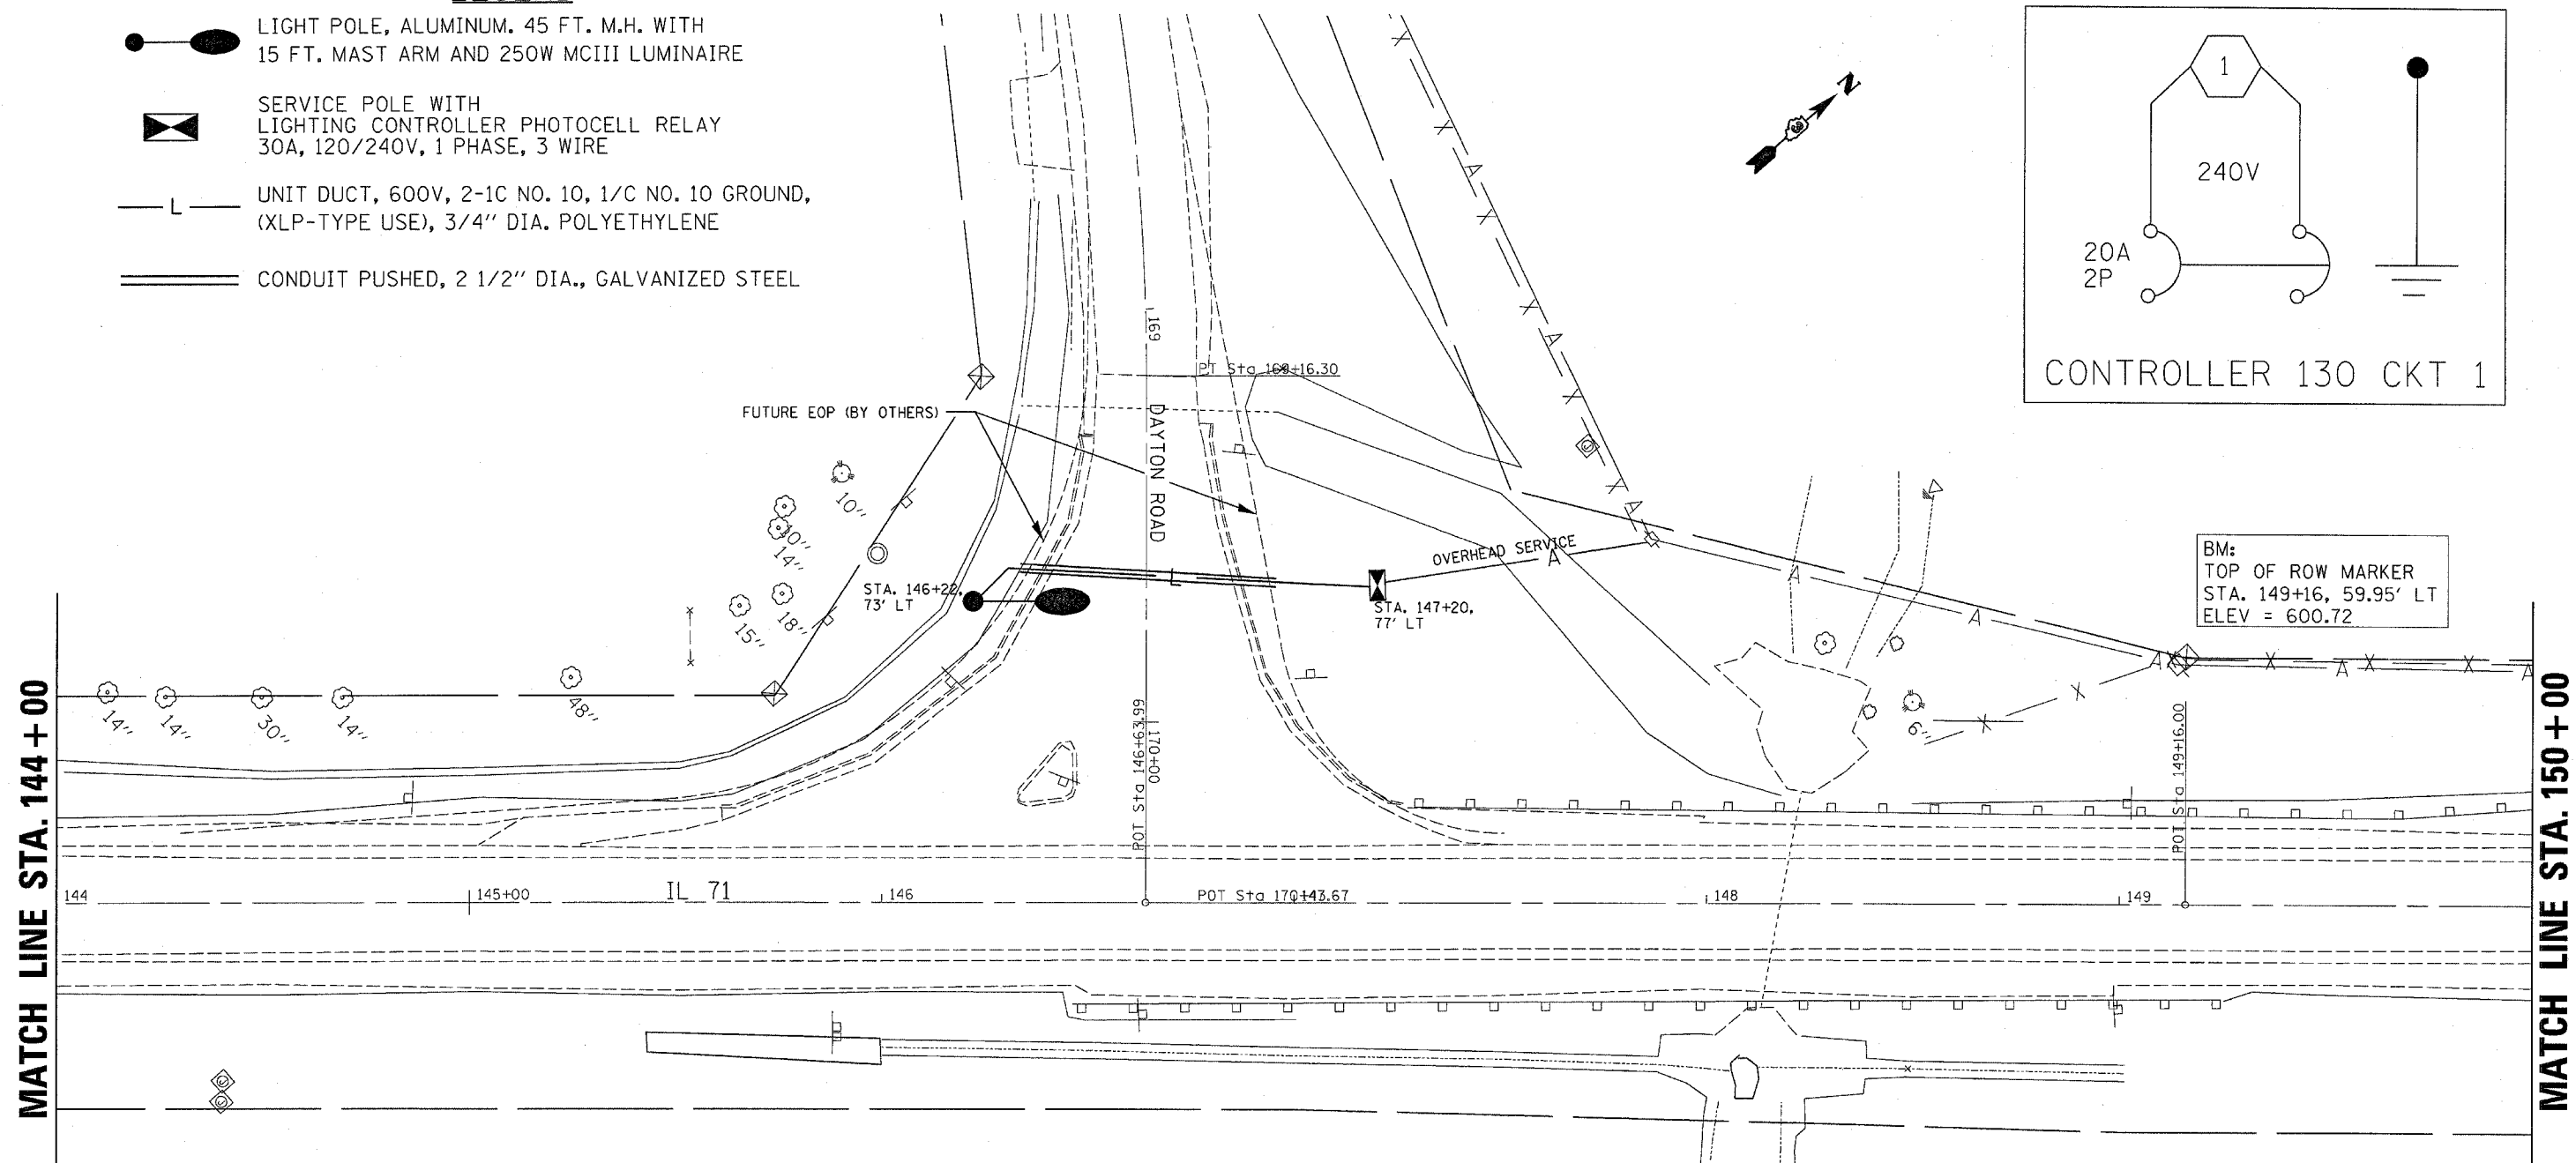 LIGHT POLE, ALUMINUM. 45 FT. M.H. WITH
15 FT. MAST ARM AND 250W MCIII LUMINAIRE
SERVICE POLE WITH
LIGHTING CONTROLLER PHOTOCELL RELAY
30A, 120/240V, 1 PHASE, 3 WIRE
L
UNIT DUCT, 600V, 2-1C NO. 10, 1/C NO. 10 GROUND,
(XLP-TYPE USE), 3/4" DIA. POLYETHYLENE
CONDUIT PUSHED, 2 1/2" DIA., GALVANIZED STEEL
N
1
240V
20A
2P
CONTROLLER 130 CKT 1
169
PT Sta 169+16.30
FUTURE EOP (BY OTHERS)
DAYTON ROAD
10"
14"
18"
15"
OVERHEAD SERVICE
A
L
STA. 146+22,
73' LT
STA. 147+20,
77' LT
BM:
TOP OF ROW MARKER
STA. 149+16, 59.95' LT
ELEV = 600.72
14"
14"
30"
14"
48"
6"
POT Sta 146+63.99
170+00
POT Sta 149+16.00
MATCH LINE STA. 144+00
144
145+00
IL 71
146
POT Sta 170+43.67
148
149
MATCH LINE STA. 150+00